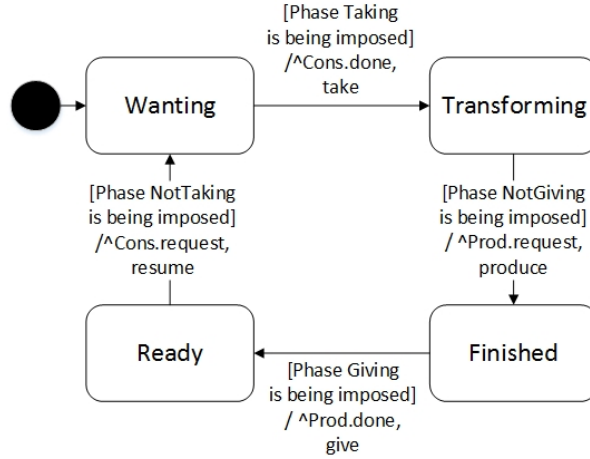 [Phase Taking
is being imposed]
/^Cons.done,
take
Wanting
Transforming
[Phase NotTaking
is being imposed]
/^Cons.request,
resume
[Phase NotGiving
is being imposed]
/ ^Prod.request,
produce
Ready
Finished
[Phase Giving
is being imposed]
/ ^Prod.done,
give